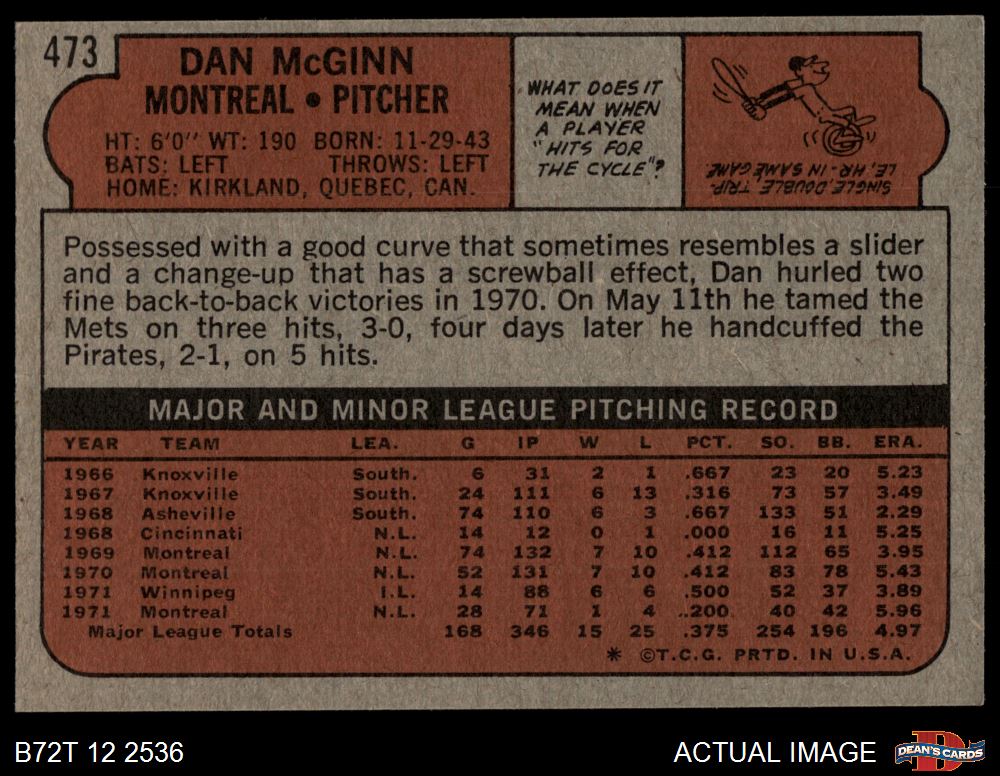 473
DAN McGINN
MONTREAL • PITCHER
HT: 6'0" WT: 190 BORN: 11-29-43
BATS: LEFT THROWS: LEFT
HOME: KIRKLAND, QUEBEC, CAN.
WHAT DOES IT
MEAN WHEN
A PLAYER
"HITS FOR
THE CYCLE"?
SINGLE, DOUBLE, TRIP-
LE, HR - IN SAME GAME.
Possessed with a good curve that sometimes resembles a slider
and a change-up that has a screwball effect, Dan hurled two
fine back-to-back victories in 1970. On May 11th he tamed the
Mets on three hits, 3-0, four days later he handcuffed the
Pirates, 2-1, on 5 hits.
MAJOR AND MINOR LEAGUE PITCHING RECORD
YEAR TEAM LEA. G IP W L PCT. SO. BB. ERA.
1966 Knoxville South. 6 31 2 1 .667 23 20 5.23
1967 Knoxville South. 24 111 6 13 .316 73 57 3.49
1968 Asheville South. 74 110 6 3 .667 133 51 2.29
1968 Cincinnati N.L. 14 12 0 1 .000 16 11 5.25
1969 Montreal N.L. 74 132 7 10 .412 112 65 3.95
1970 Montreal N.L. 52 131 7 10 .412 83 78 5.43
1971 Winnipeg I.L. 14 88 6 6 .500 52 37 3.89
1971 Montreal N.L. 28 71 1 4 ..200 40 42 5.96
Major League Totals 168 346 15 25 .375 254 196 4.97
* ©T.C.G. PRTD. IN U.S.A.
B72T 12 2536
ACTUAL IMAGE
DEAN'S CARDS